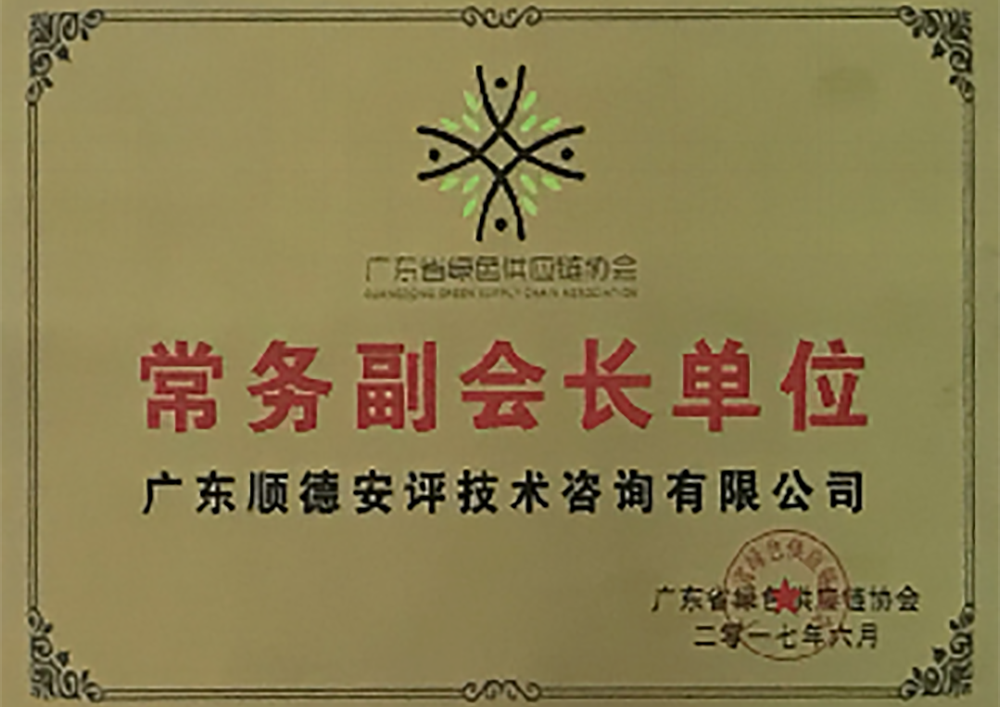 广东省绿色供应链协会
GUANGDONG GREEN SUPPLY CHAIN ASSOCIATION
常务副会长单位
广东顺德安评技术咨询有限公司
广东省绿色供应链协会
二零一七年六月